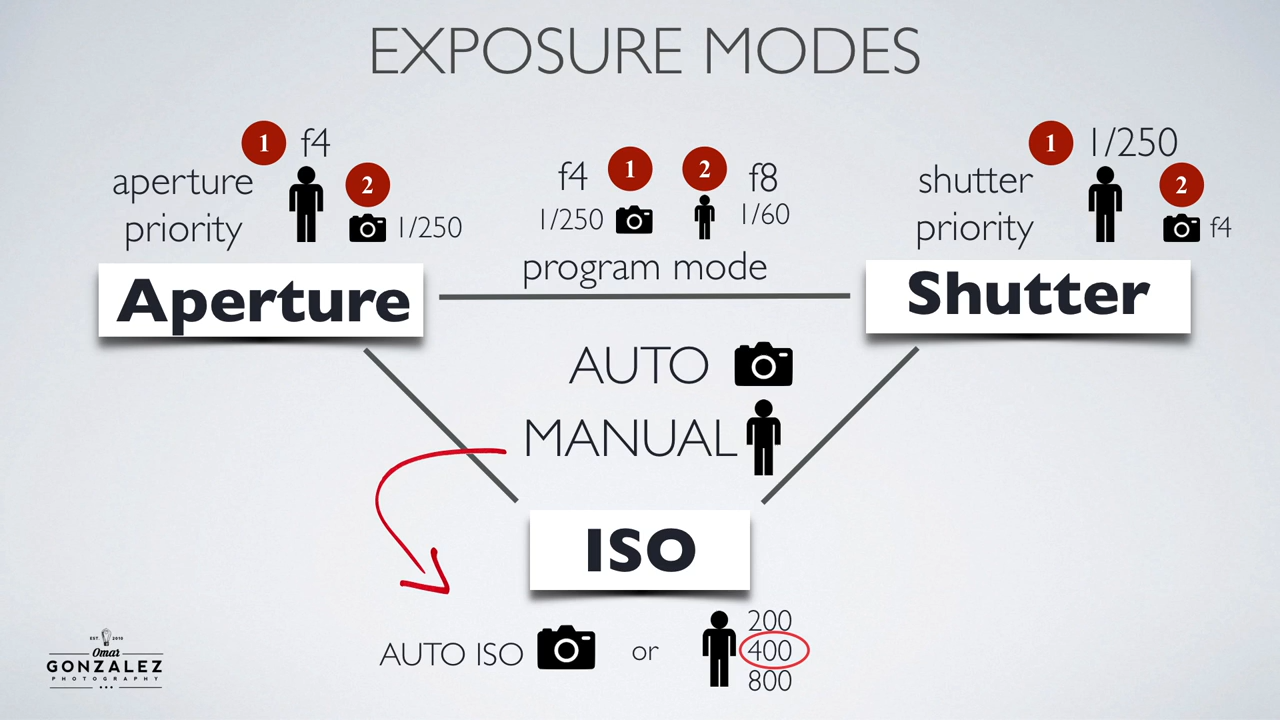 EXPOSURE MODES
1 f4
aperture
priority
2
1/250
f4 1 2 f8
1/250 1/60
program mode
1 1/250
shutter
priority
2
f4
Aperture
Shutter
AUTO
MANUAL
ISO
AUTO ISO or
200
400
800
EST. 2016
Omar
GONZALEZ
PHOTOGRAPHY